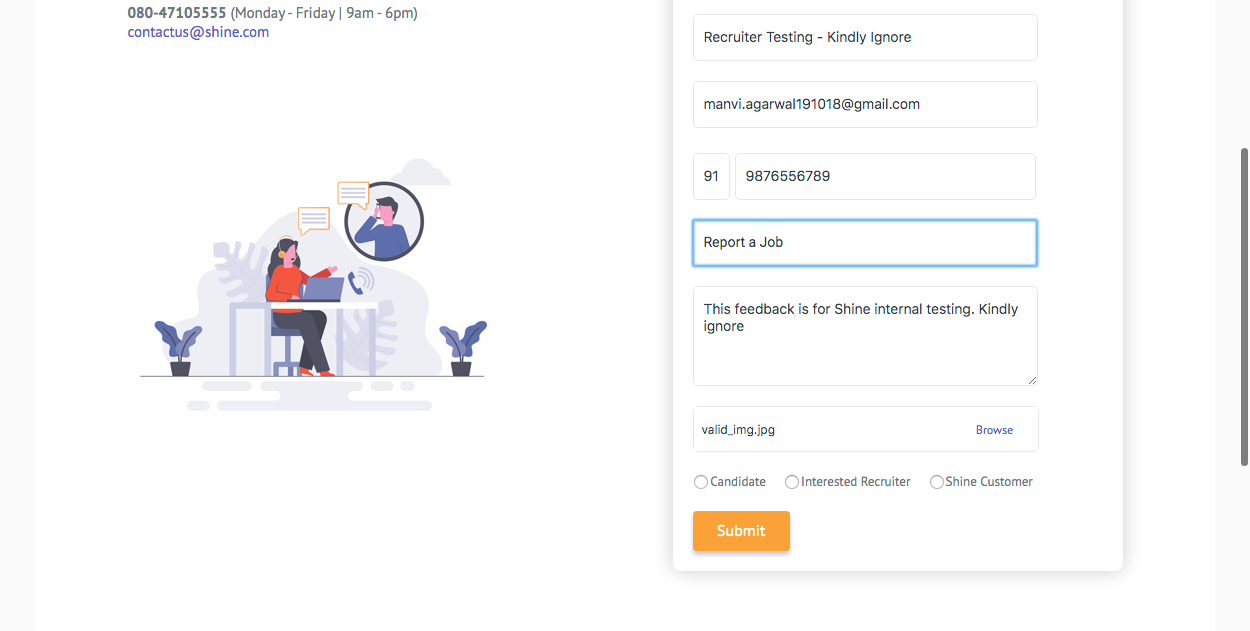 080-47105555 (Monday - Friday | 9am - 6pm)
contactus@shine.com
Recruiter Testing - Kindly Ignore
manvi.agarwal191018@gmail.com
91 9876556789
Report a Job
This feedback is for Shine internal testing. Kindly
ignore
valid_img.jpg Browse
Candidate Interested Recruiter Shine Customer
Submit